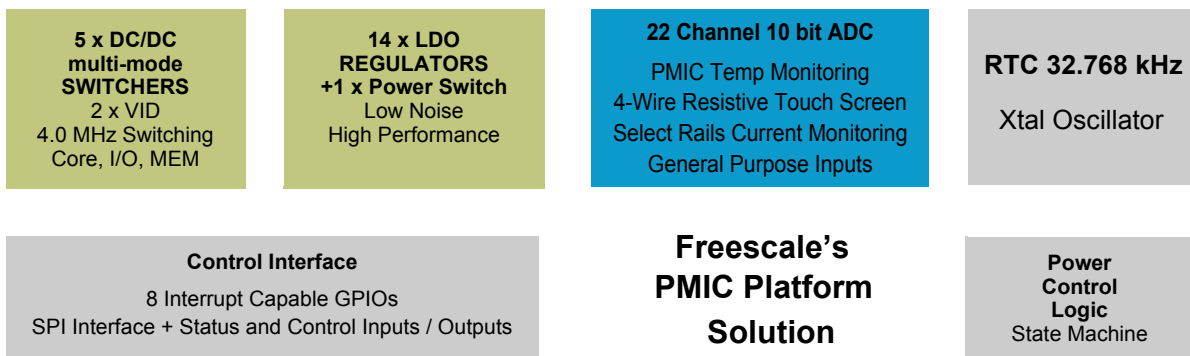 5 x DC/DC
multi-mode
SWITCHERS
2 x VID
4.0 MHz Switching
Core, I/O, MEM
14 x LDO
REGULATORS
+1 x Power Switch
Low Noise
High Performance
22 Channel 10 bit ADC
PMIC Temp Monitoring
4-Wire Resistive Touch Screen
Select Rails Current Monitoring
General Purpose Inputs
RTC 32.768 kHz
Xtal Oscillator
Control Interface
8 Interrupt Capable GPIOs
SPI Interface + Status and Control Inputs / Outputs
Freescale's
PMIC Platform
Solution
Power
Control
Logic
State Machine